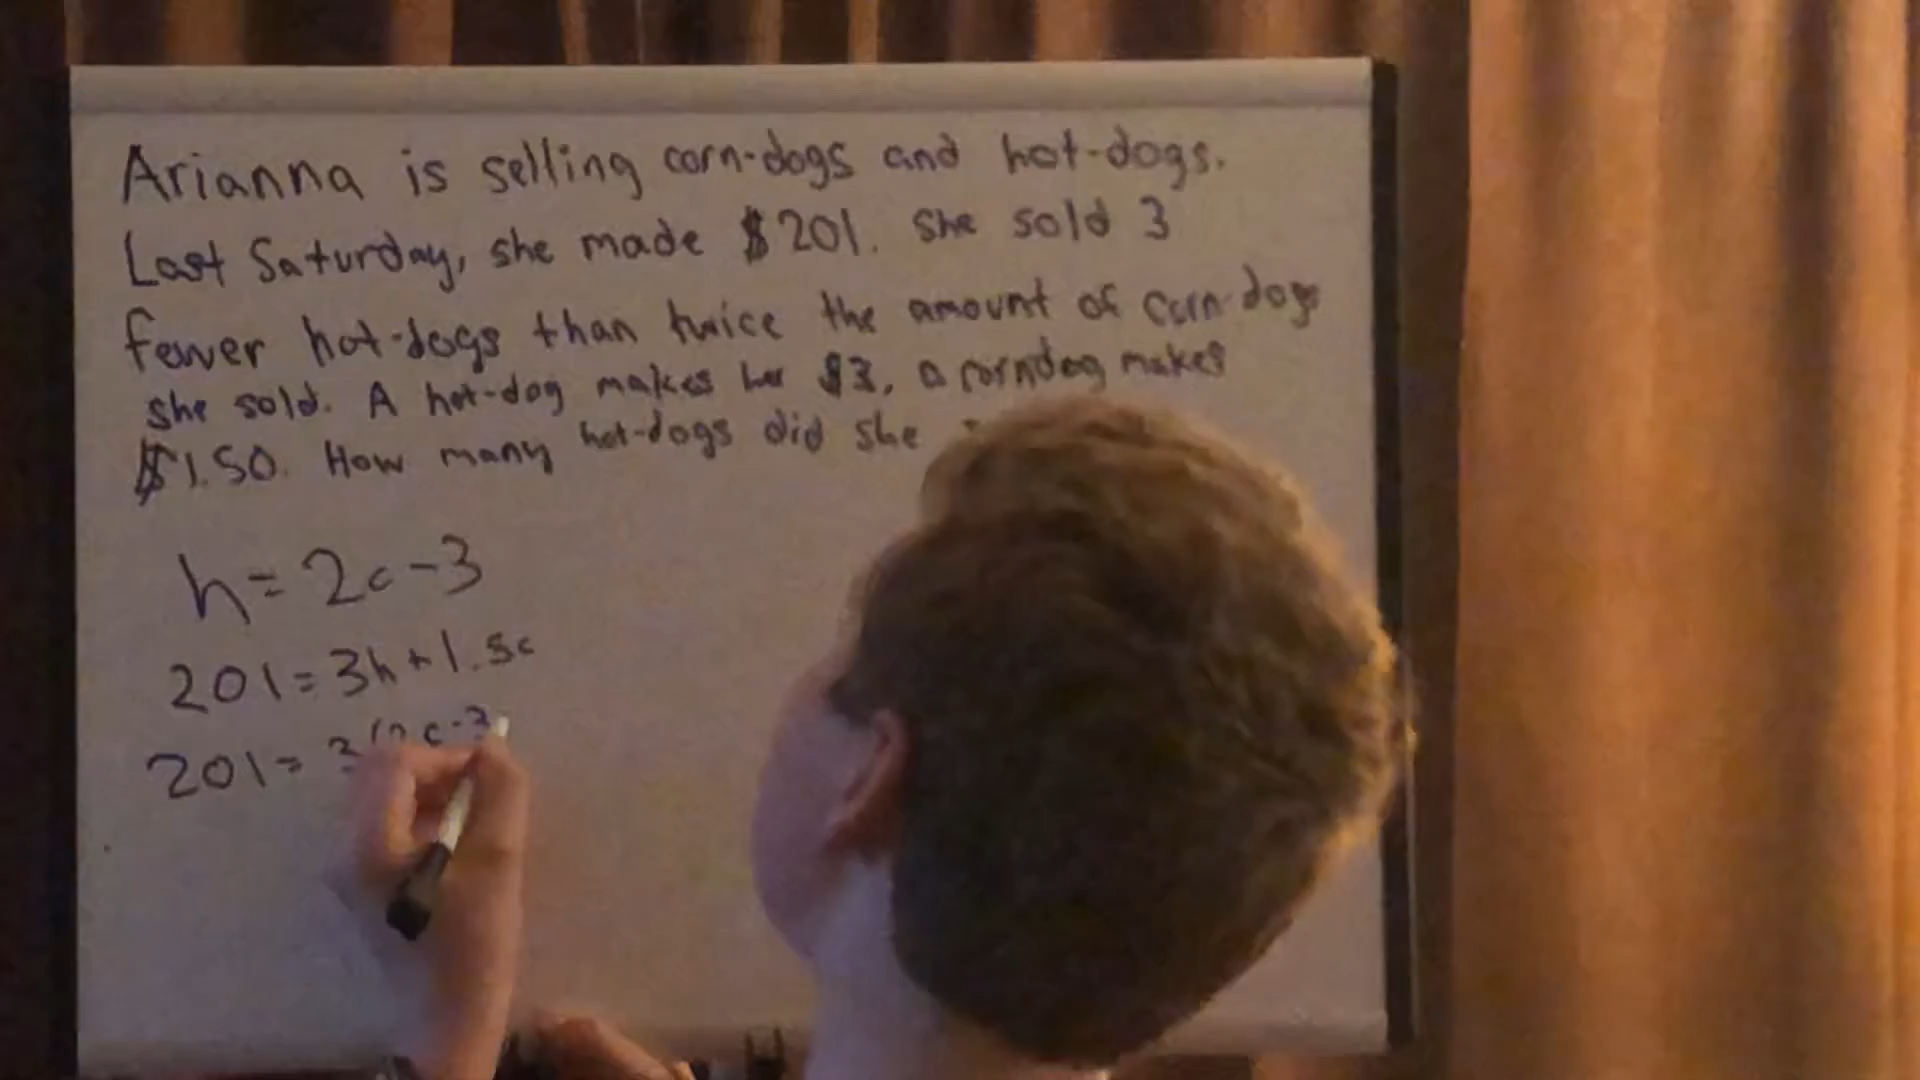 Arianna is selling corn-dogs and hot-dogs.
Last Saturday, she made $201. She sold 3
fewer hot-dogs than twice the amount of corn-dogs
she sold. A hot-dog makes her $3, a corndog makes
$1.50. How many hot-dogs did she
h=2c-3
201=3h+1.5c
201=3(2c-3